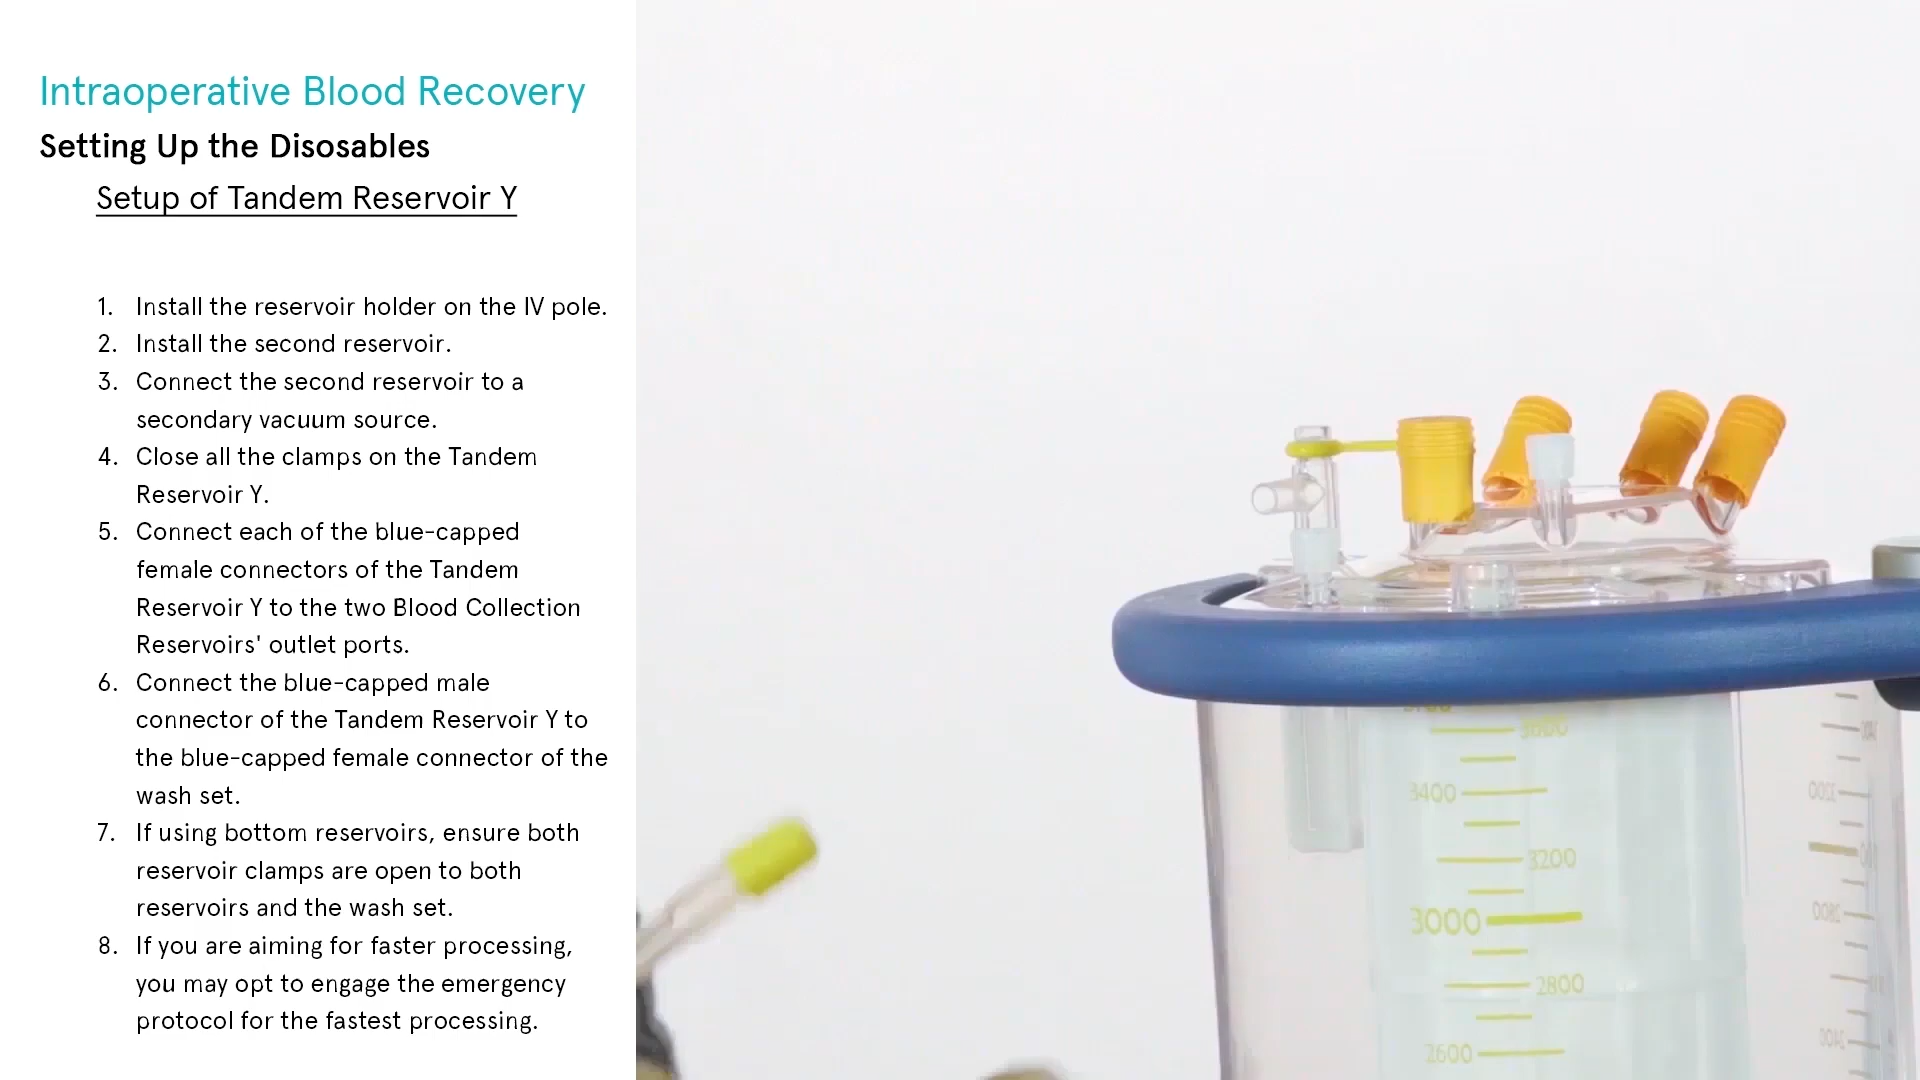 Intraoperative Blood Recovery
Setting Up the Disosables
Setup of Tandem Reservoir Y
1. Install the reservoir holder on the IV pole.
2. Install the second reservoir.
3. Connect the second reservoir to a
secondary vacuum source.
4. Close all the clamps on the Tandem
Reservoir Y.
5. Connect each of the blue-capped
female connectors of the Tandem
Reservoir Y to the two Blood Collection
Reservoirs' outlet ports.
6. Connect the blue-capped male
connector of the Tandem Reservoir Y to
the blue-capped female connector of the
wash set.
7. If using bottom reservoirs, ensure both
reservoir clamps are open to both
reservoirs and the wash set.
8. If you are aiming for faster processing,
you may opt to engage the emergency
protocol for the fastest processing.
3600
3400
3200
3200
3000
2800
2800
2600
2400